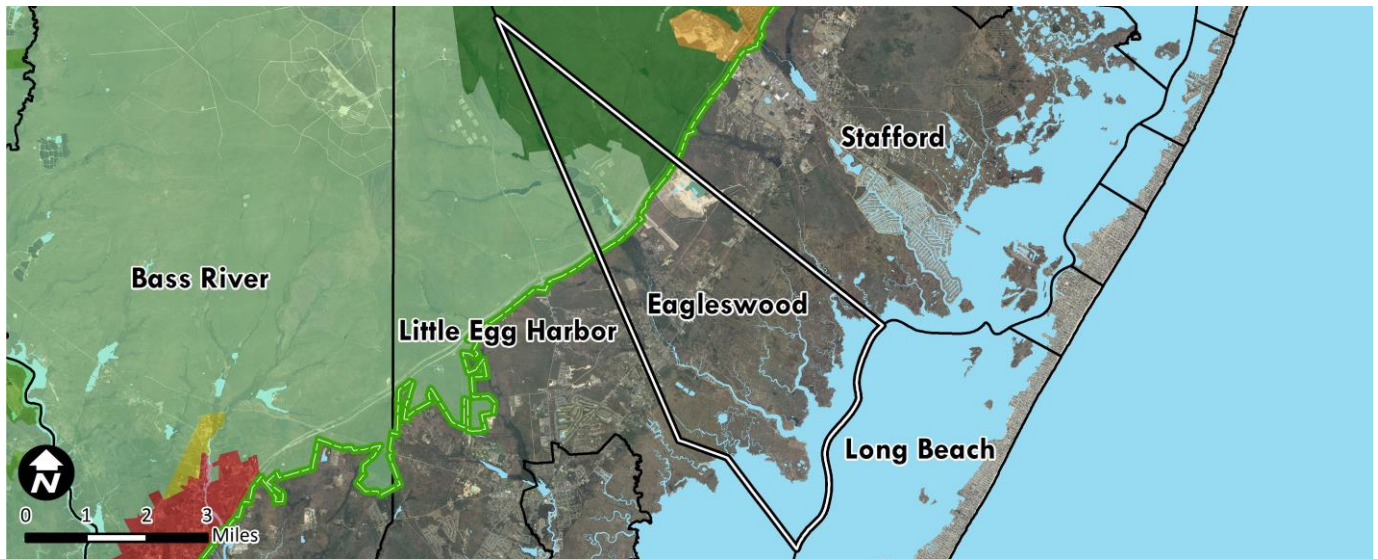 Stafford
Bass River
Eagleswood
Little Egg Harbor
Long Beach
N
0 1 2 3
Miles